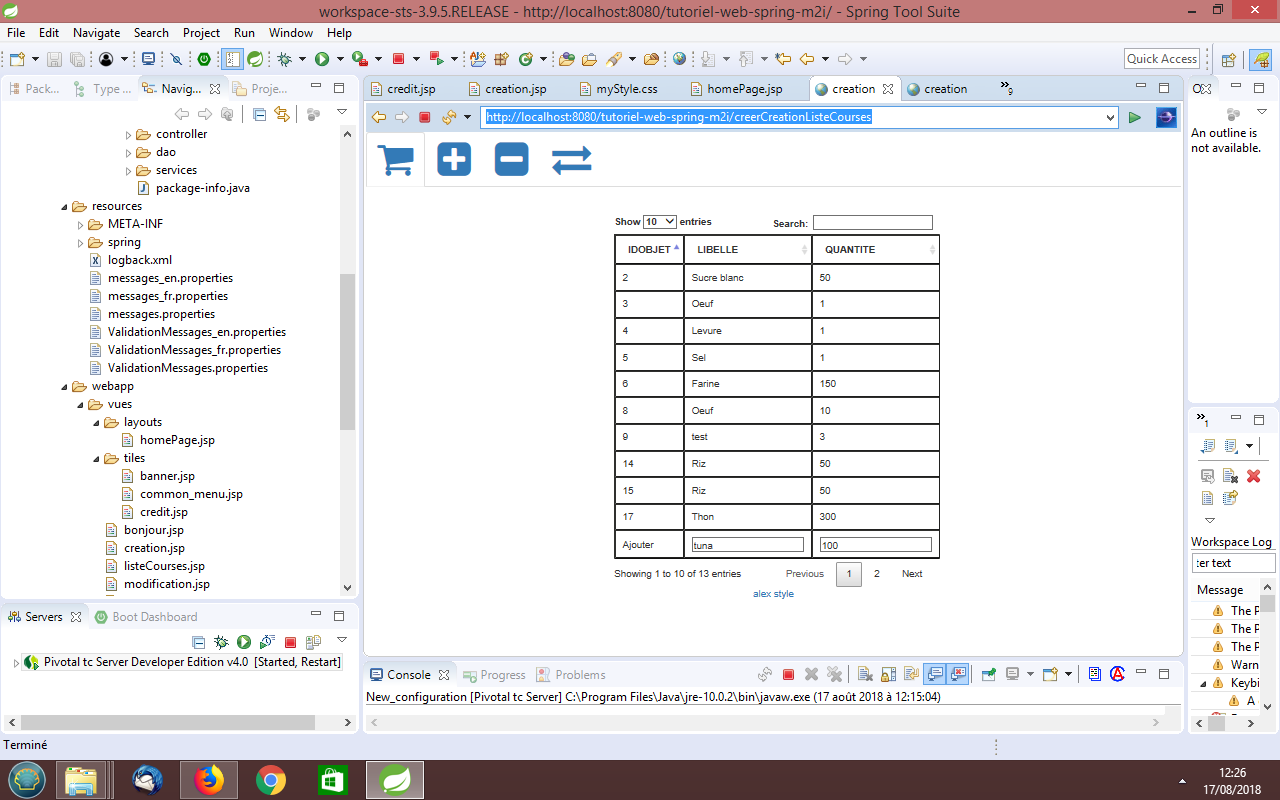 workspace-sts-3.9.5.RELEASE - http://localhost:8080/tutoriel-web-spring-m2i/ - Spring Tool Suite
File Edit Navigate Search Project Run Window Help
Quick Access
Pack... Type ... Navig... Proje...
controller
dao
services
package-info.java
resources
META-INF
spring
logback.xml
messages_en.properties
messages_fr.properties
messages.properties
ValidationMessages_en.properties
ValidationMessages_fr.properties
ValidationMessages.properties
webapp
vues
layouts
homePage.jsp
tiles
banner.jsp
common_menu.jsp
credit.jsp
bonjour.jsp
creation.jsp
listeCourses.jsp
modification.jsp
Servers Boot Dashboard
Pivotal tc Server Developer Edition v4.0 [Started, Restart]
credit.jsp creation.jsp myStyle.css homePage.jsp creation creation 9
http://localhost:8080/tutoriel-web-spring-m2i/creerCreationListeCourses
Show 10 entries Search:
IDOBJET LIBELLE QUANTITE
2 Sucre blanc 50
3 Oeuf 1
4 Levure 1
5 Sel 1
6 Farine 150
8 Oeuf 10
9 test 3
14 Riz 50
15 Riz 50
17 Thon 300
Ajouter tuna 100
Showing 1 to 10 of 13 entries Previous 1 2 Next
alex style
Console Progress Problems
New_configuration [Pivotal tc Server] C:\Program Files\Java\jre-10.0.2\bin\javaw.exe (17 août 2018 à 12:15:04)
An outline is
not available.
1
Workspace Log
:er text
Message
The P
The P
The P
Warn
Keybi
A
Terminé
12:26
17/08/2018